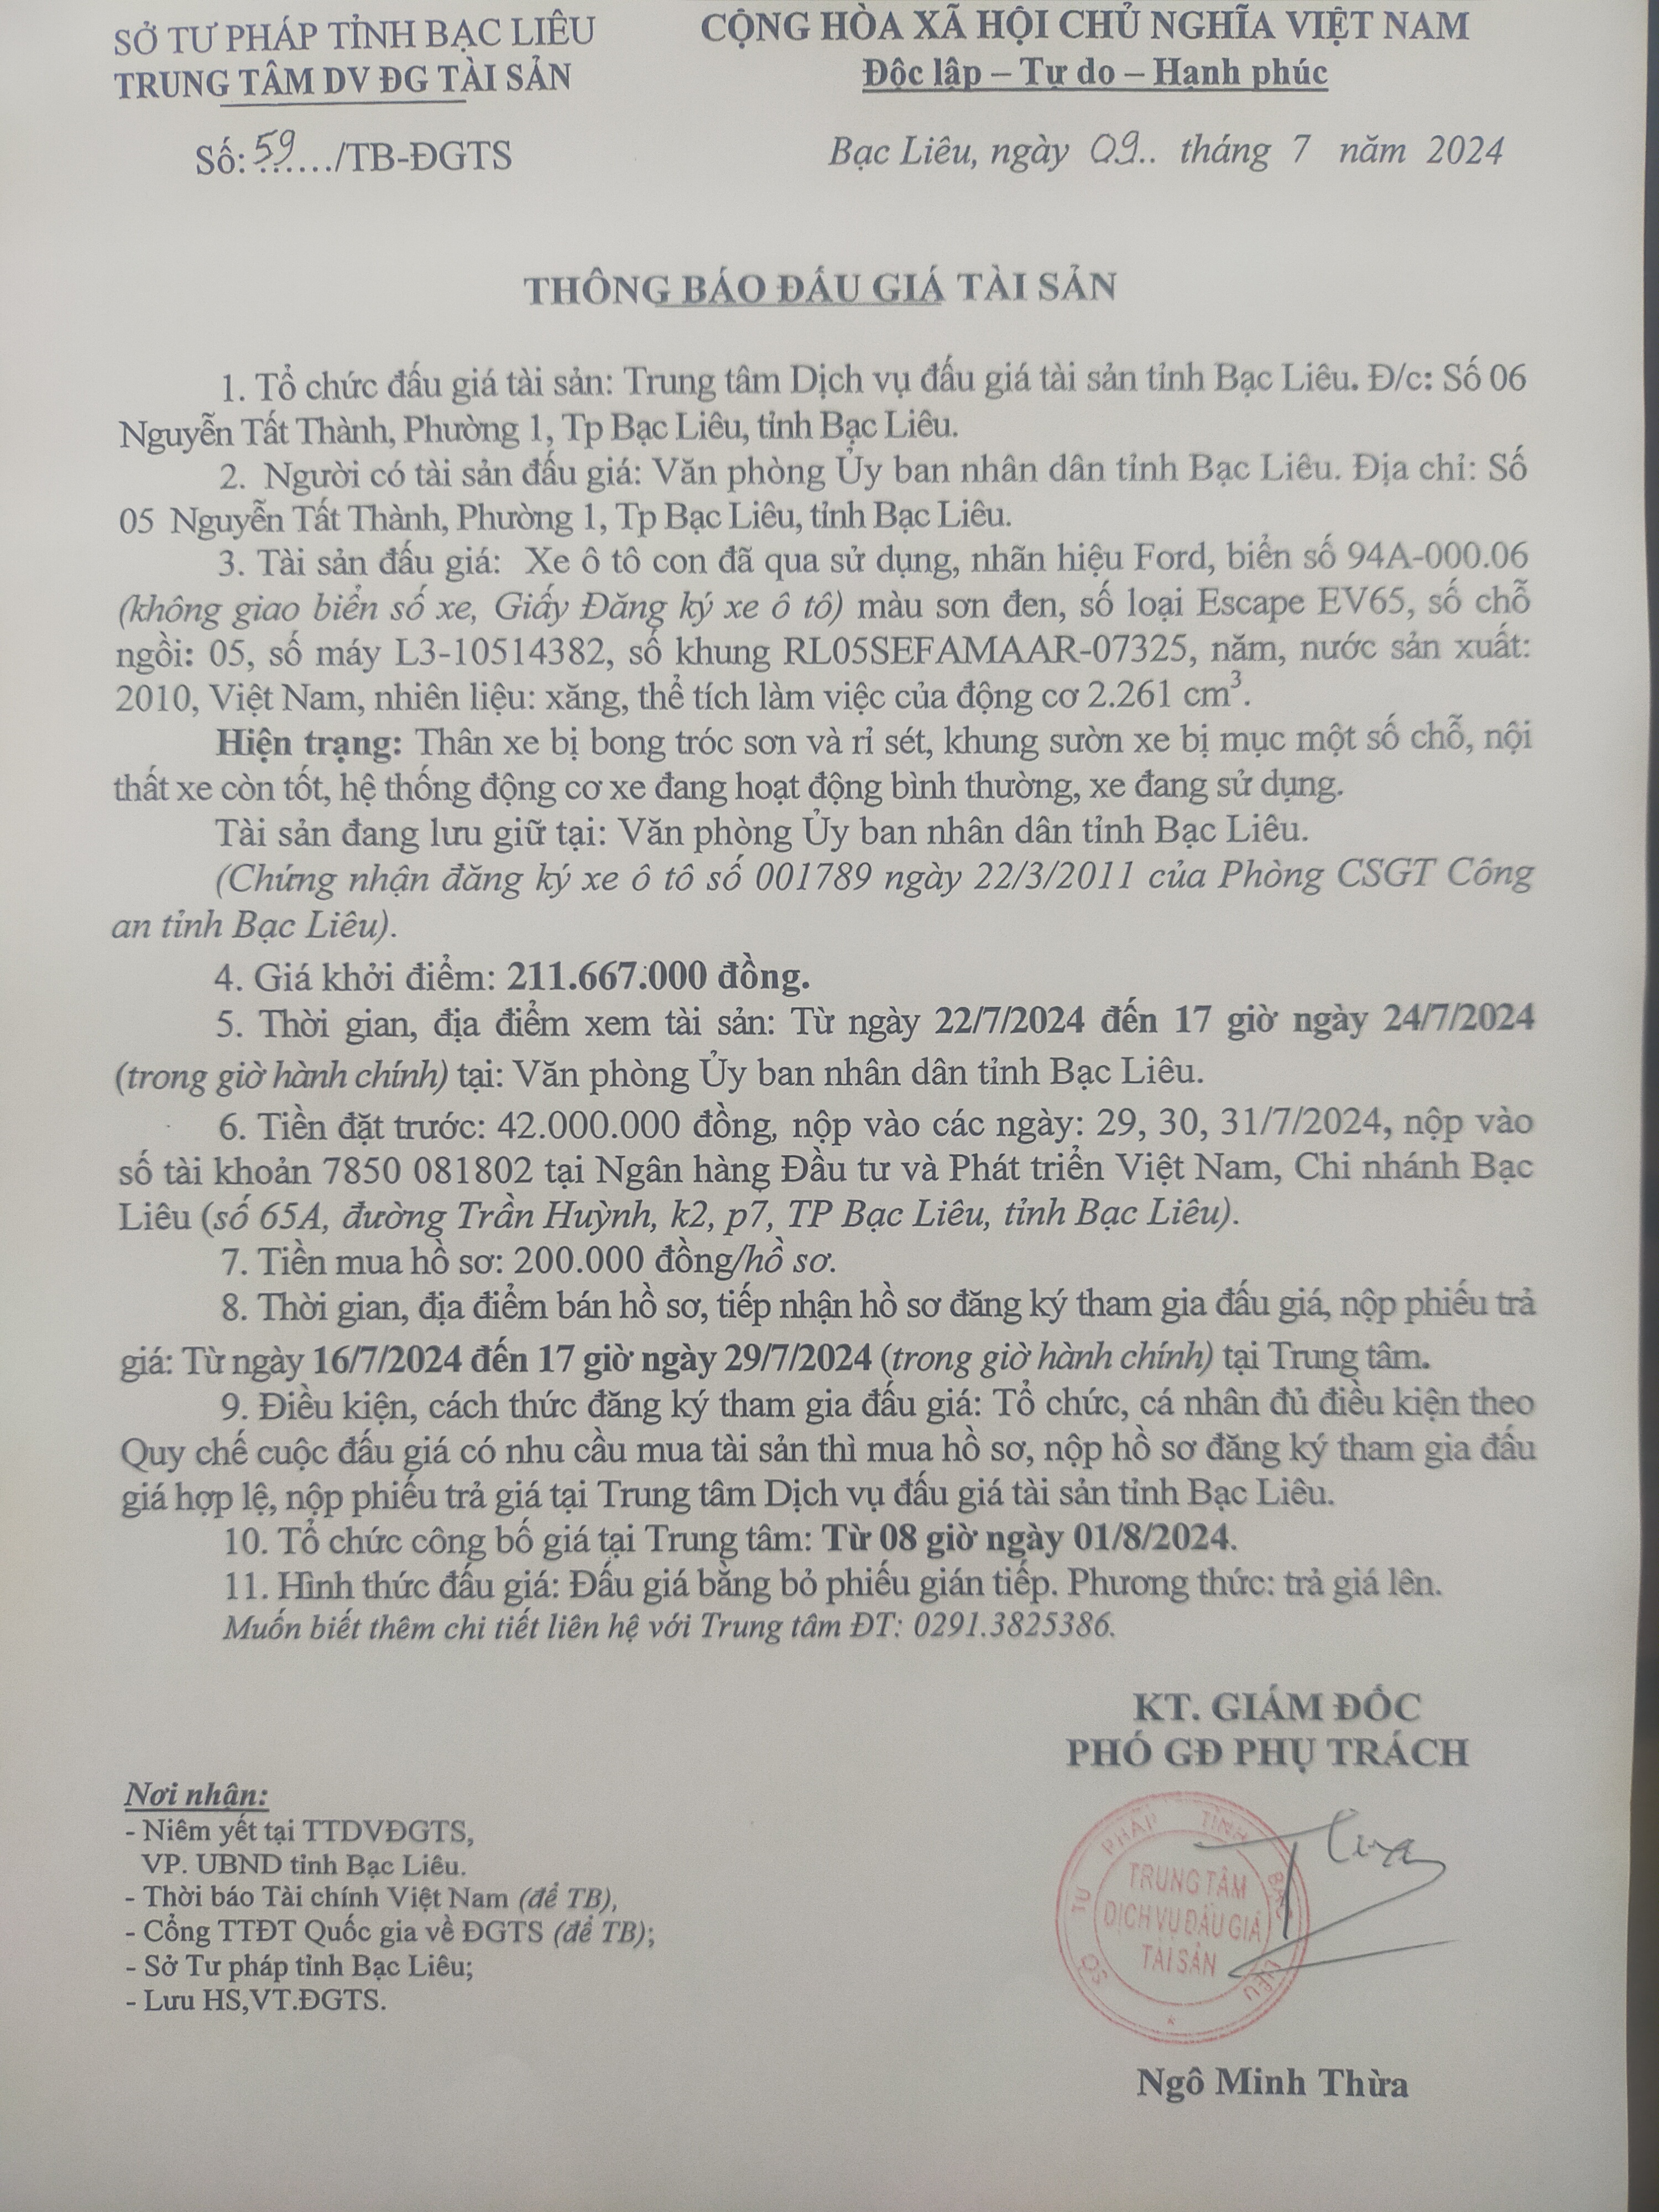 SỞ TƯ PHÁP TỈNH BẠC LIÊU
TRUNG TÂM DV ĐG TÀI SẢN
Số: 59...../TB-ĐGTS
CỘNG HÒA XÃ HỘI CHỦ NGHĨA VIỆT NAM
Độc lập – Tự do – Hạnh phúc
Bạc Liêu, ngày 09.. tháng 7 năm 2024
THÔNG BÁO ĐẤU GIÁ TÀI SẢN
1. Tổ chức đấu giá tài sản: Trung tâm Dịch vụ đấu giá tài sản tỉnh Bạc Liêu. Đ/c: Số 06
Nguyễn Tất Thành, Phường 1, Tp Bạc Liêu, tỉnh Bạc Liêu.
2. Người có tài sản đấu giá: Văn phòng Ủy ban nhân dân tỉnh Bạc Liêu. Địa chỉ: Số
05 Nguyễn Tất Thành, Phường 1, Tp Bạc Liêu, tỉnh Bạc Liêu.
3. Tài sản đấu giá: Xe ô tô con đã qua sử dụng, nhãn hiệu Ford, biển số 94A-000.06
(không giao biển số xe, Giấy Đăng ký xe ô tô) màu sơn đen, số loại Escape EV65, số chỗ
ngồi: 05, số máy L3-10514382, số khung RL05SEFAMAAR-07325, năm, nước sản xuất:
2010, Việt Nam, nhiên liệu: xăng, thể tích làm việc của động cơ 2.261 cm³.
Hiện trạng: Thân xe bị bong tróc sơn và rỉ sét, khung sườn xe bị mục một số chỗ, nội
thất xe còn tốt, hệ thống động cơ xe đang hoạt động bình thường, xe đang sử dụng.
Tài sản đang lưu giữ tại: Văn phòng Ủy ban nhân dân tỉnh Bạc Liêu.
(Chứng nhận đăng ký xe ô tô số 001789 ngày 22/3/2011 của Phòng CSGT Công
an tỉnh Bạc Liêu).
4. Giá khởi điểm: 211.667.000 đồng.
5. Thời gian, địa điểm xem tài sản: Từ ngày 22/7/2024 đến 17 giờ ngày 24/7/2024
(trong giờ hành chính) tại: Văn phòng Ủy ban nhân dân tỉnh Bạc Liêu.
6. Tiền đặt trước: 42.000.000 đồng, nộp vào các ngày: 29, 30, 31/7/2024, nộp vào
số tài khoản 7850 081802 tại Ngân hàng Đầu tư và Phát triển Việt Nam, Chi nhánh Bạc
Liêu (số 65A, đường Trần Huỳnh, k2, p7, TP Bạc Liêu, tỉnh Bạc Liêu).
7. Tiền mua hồ sơ: 200.000 đồng/hồ sơ.
8. Thời gian, địa điểm bán hồ sơ, tiếp nhận hồ sơ đăng ký tham gia đấu giá, nộp phiếu trả
giá: Từ ngày 16/7/2024 đến 17 giờ ngày 29/7/2024 (trong giờ hành chính) tại Trung tâm.
9. Điều kiện, cách thức đăng ký tham gia đấu giá: Tổ chức, cá nhân đủ điều kiện theo
Quy chế cuộc đấu giá có nhu cầu mua tài sản thì mua hồ sơ, nộp hồ sơ đăng ký tham gia đấu
giá hợp lệ, nộp phiếu trả giá tại Trung tâm Dịch vụ đấu giá tài sản tỉnh Bạc Liêu.
10. Tổ chức công bố giá tại Trung tâm: Từ 08 giờ ngày 01/8/2024.
11. Hình thức đấu giá: Đấu giá bằng bỏ phiếu gián tiếp. Phương thức: trả giá lên.
Muốn biết thêm chi tiết liên hệ với Trung tâm ĐT: 0291.3825386.
KT. GIÁM ĐỐC
PHÓ GĐ PHỤ TRÁCH
SỞ TƯ PHÁP TỈNH BẠC LIÊU
TRUNG TÂM
DỊCH VỤ ĐẤU GIÁ
TÀI SẢN
Ngô Minh Thừa
Nơi nhận:
- Niêm yết tại TTDVĐGTS,
VP. UBND tỉnh Bạc Liêu.
- Thời báo Tài chính Việt Nam (để TB),
- Cổng TTĐT Quốc gia về ĐGTS (để TB);
- Sở Tư pháp tỉnh Bạc Liêu;
- Lưu HS,VT.ĐGTS.